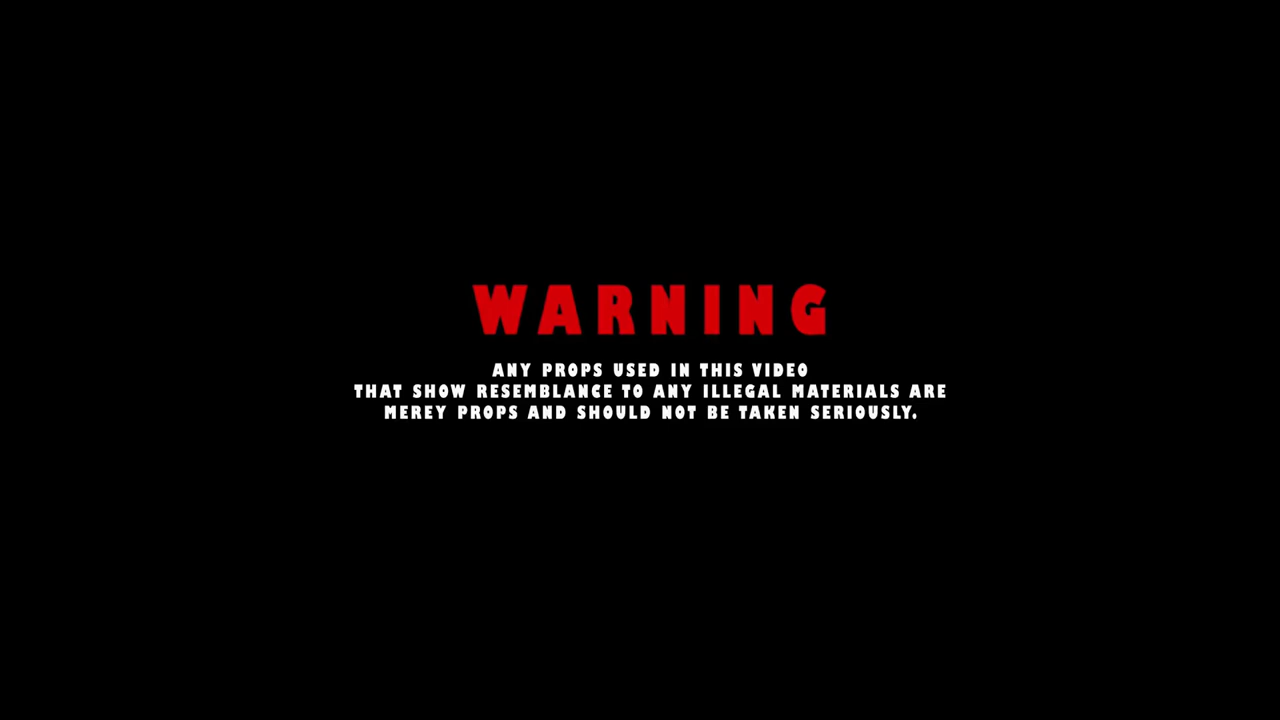 WARNING
ANY PROPS USED IN THIS VIDEO
THAT SHOW RESEMBLANCE TO ANY ILLEGAL MATERIALS ARE
MEREY PROPS AND SHOULD NOT BE TAKEN SERIOUSLY.